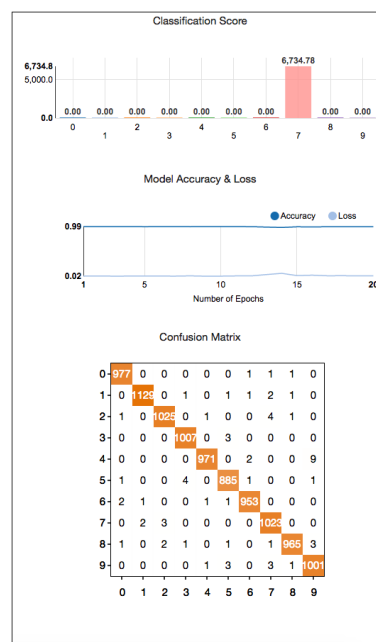 Classification Score
6,734.8
6,734.78
5,000.0
0.00 0.00 0.00 0.00 0.00 0.00 0.00 0.00 0.00
0.0
0 2 4 6 8
1 3 5 7 9
Model Accuracy & Loss
Accuracy Loss
0.99
0.02
1 5 10 15 20
Number of Epochs
Confusion Matrix
0 977 0 0 0 0 0 1 1 1 0
1 0 1129 0 1 0 1 1 2 1 0
2 1 0 1025 0 1 0 0 4 1 0
3 0 0 0 1007 0 3 0 0 0 0
4 0 0 0 0 971 0 2 0 0 9
5 1 0 0 4 0 885 1 0 0 1
6 2 1 0 0 1 1 953 0 0 0
7 0 2 3 0 0 0 0 1023 0 0
8 1 0 2 1 0 1 0 1 965 3
9 0 0 0 0 1 3 0 3 1 1001
0 1 2 3 4 5 6 7 8 9